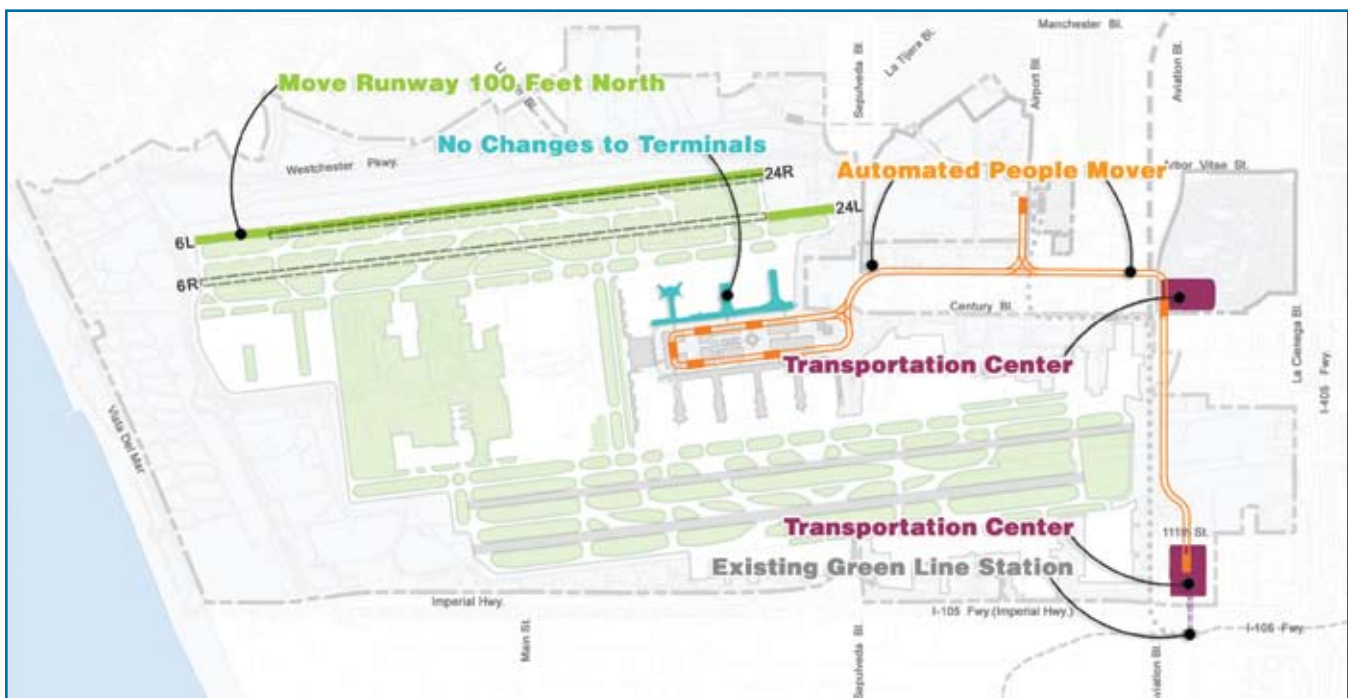 Manchester Bl.
La Tijera Bl.
Sepulveda Bl.
Airport Bl.
Aviation Bl.
Move Runway 100 Feet North
Bl.
No Changes to Terminals
Westchester Pkwy.
24R
Automated People Mover
Arbor Vitae St.
24L
6L
6R
Century Bl.
La Cienega Bl.
I-405 Fwy.
Transportation Center
Vista Del Mar
Transportation Center
111th St.
Existing Green Line Station
Imperial Hwy.
I-105 Fwy.(Imperial Hwy.)
I-105 Fwy.
Main St.
Sepulveda Bl.
Aviation Bl.